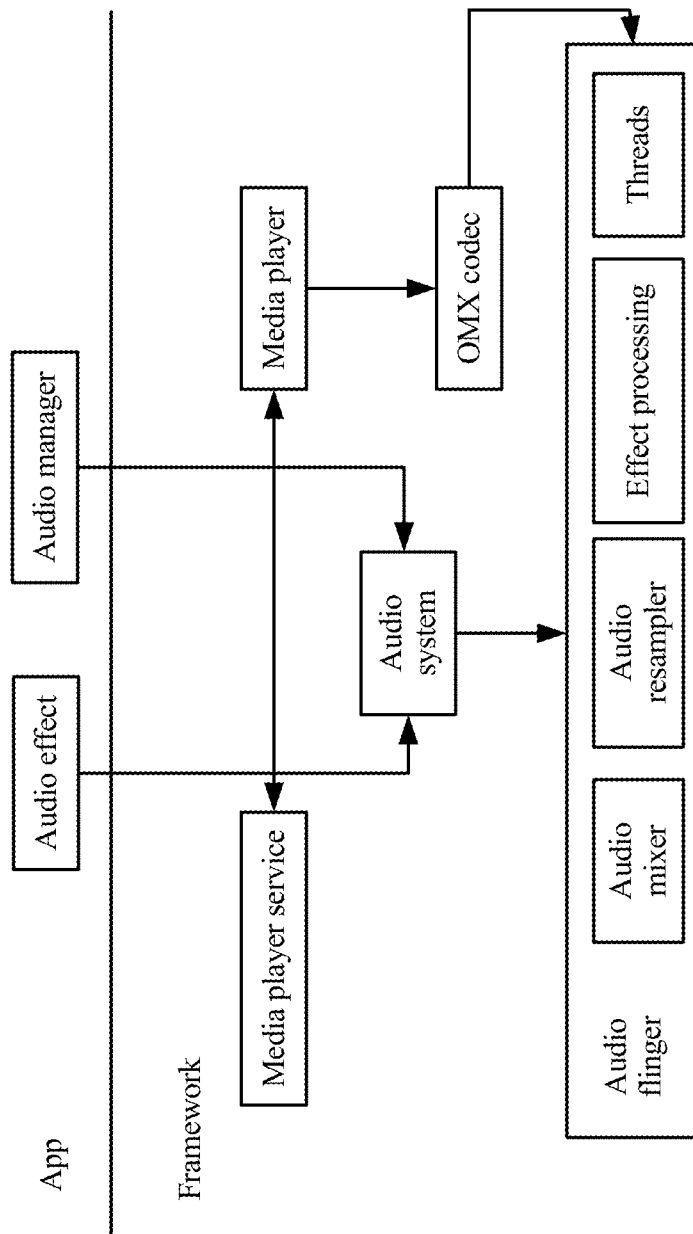 App
Audio effect
Audio manager
Framework
Media player service
Media player
Audio
system
OMX codec
Audio
flinger
Audio
mixer
Audio
resampler
Effect processing
Threads